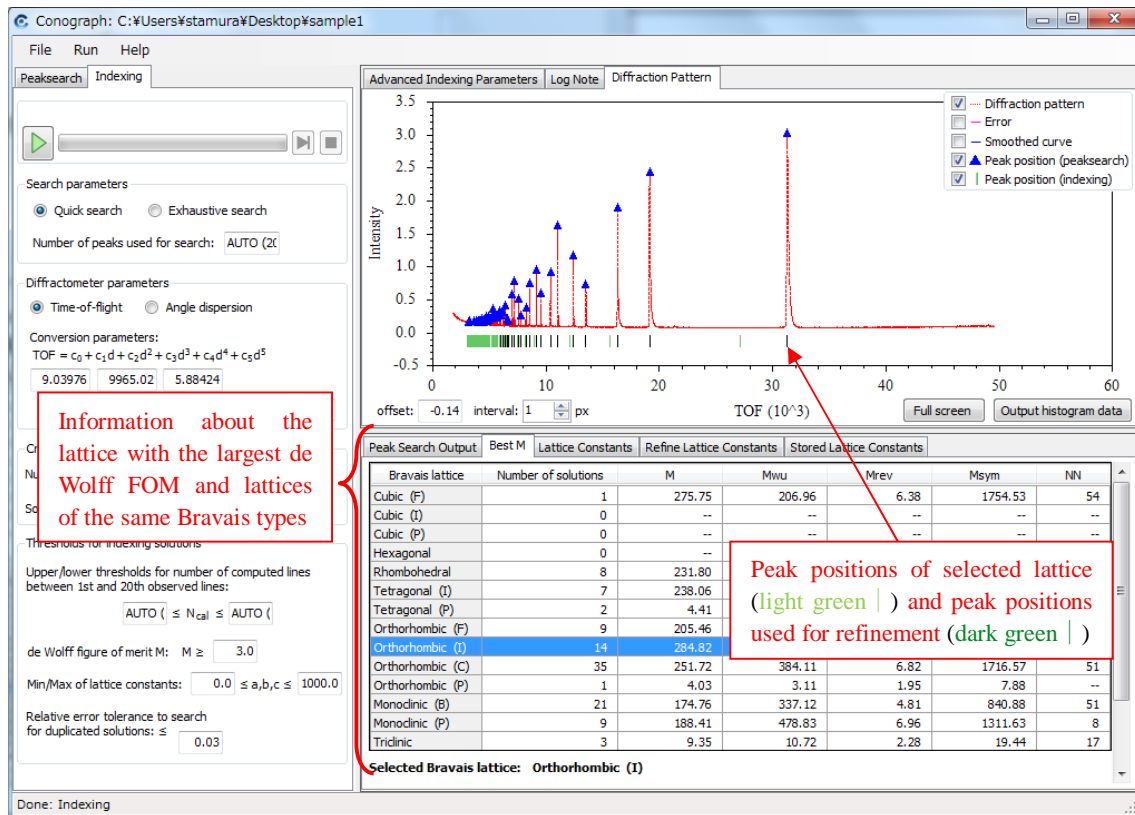 Conograph: C:¥Users¥stamura¥Desktop¥sample1
File Run Help
Peaksearch Indexing
Search parameters
Quick search Exhaustive search
Number of peaks used for search: AUTO (20
Diffractometer parameters
Time-of-flight Angle dispersion
Conversion parameters:
TOF = c0 + c1d + c2d² + c3d³ + c4d⁴ + c5d⁵
9.03976 9965.02 5.88424
Information about the
lattice with the largest de
Wolff FOM and lattices
of the same Bravais types
Thresholds for indexing solutions
Upper/lower thresholds for number of computed lines
between 1st and 20th observed lines:
AUTO ( ≤ Ncal ≤ AUTO (
de Wolff figure of merit M: M ≥ 3.0
Min/Max of lattice constants: 0.0 ≤ a,b,c ≤ 1000.0
Relative error tolerance to search
for duplicated solutions: ≤
0.03
Advanced Indexing Parameters Log Note Diffraction Pattern
Diffraction pattern
Error
Smoothed curve
Peak position (peaksearch)
Peak position (indexing)
Intensity
3.5
3.0
2.5
2.0
1.5
1.0
0.5
0.0
-0.5
0 10 20 30 40 50 60
offset: -0.14 interval: 1 px TOF (10^3) Full screen Output histogram data
Peak Search Output Best M Lattice Constants Refine Lattice Constants Stored Lattice Constants
Bravais lattice Number of solutions M Mwu Mrev Msym NN
Cubic (F) 1 275.75 206.96 6.38 1754.53 54
Cubic (I) 0 -- -- -- -- --
Cubic (P) 0 -- -- -- -- --
Hexagonal 0 --
Rhombohedral 8 231.80
Tetragonal (I) 7 238.06
Tetragonal (P) 2 4.41
Orthorhombic (F) 9 205.46
Orthorhombic (I) 14 284.82
Orthorhombic (C) 35 251.72 384.11 6.82 1716.57 51
Orthorhombic (P) 1 4.03 3.11 1.95 7.88 --
Monoclinic (B) 21 174.76 337.12 4.81 840.88 51
Monoclinic (P) 9 188.41 478.83 6.96 1311.63 8
Triclinic 3 9.35 10.72 2.28 19.44 17
Peak positions of selected lattice
(light green | ) and peak positions
used for refinement (dark green | )
Selected Bravais lattice: Orthorhombic (I)
Done: Indexing